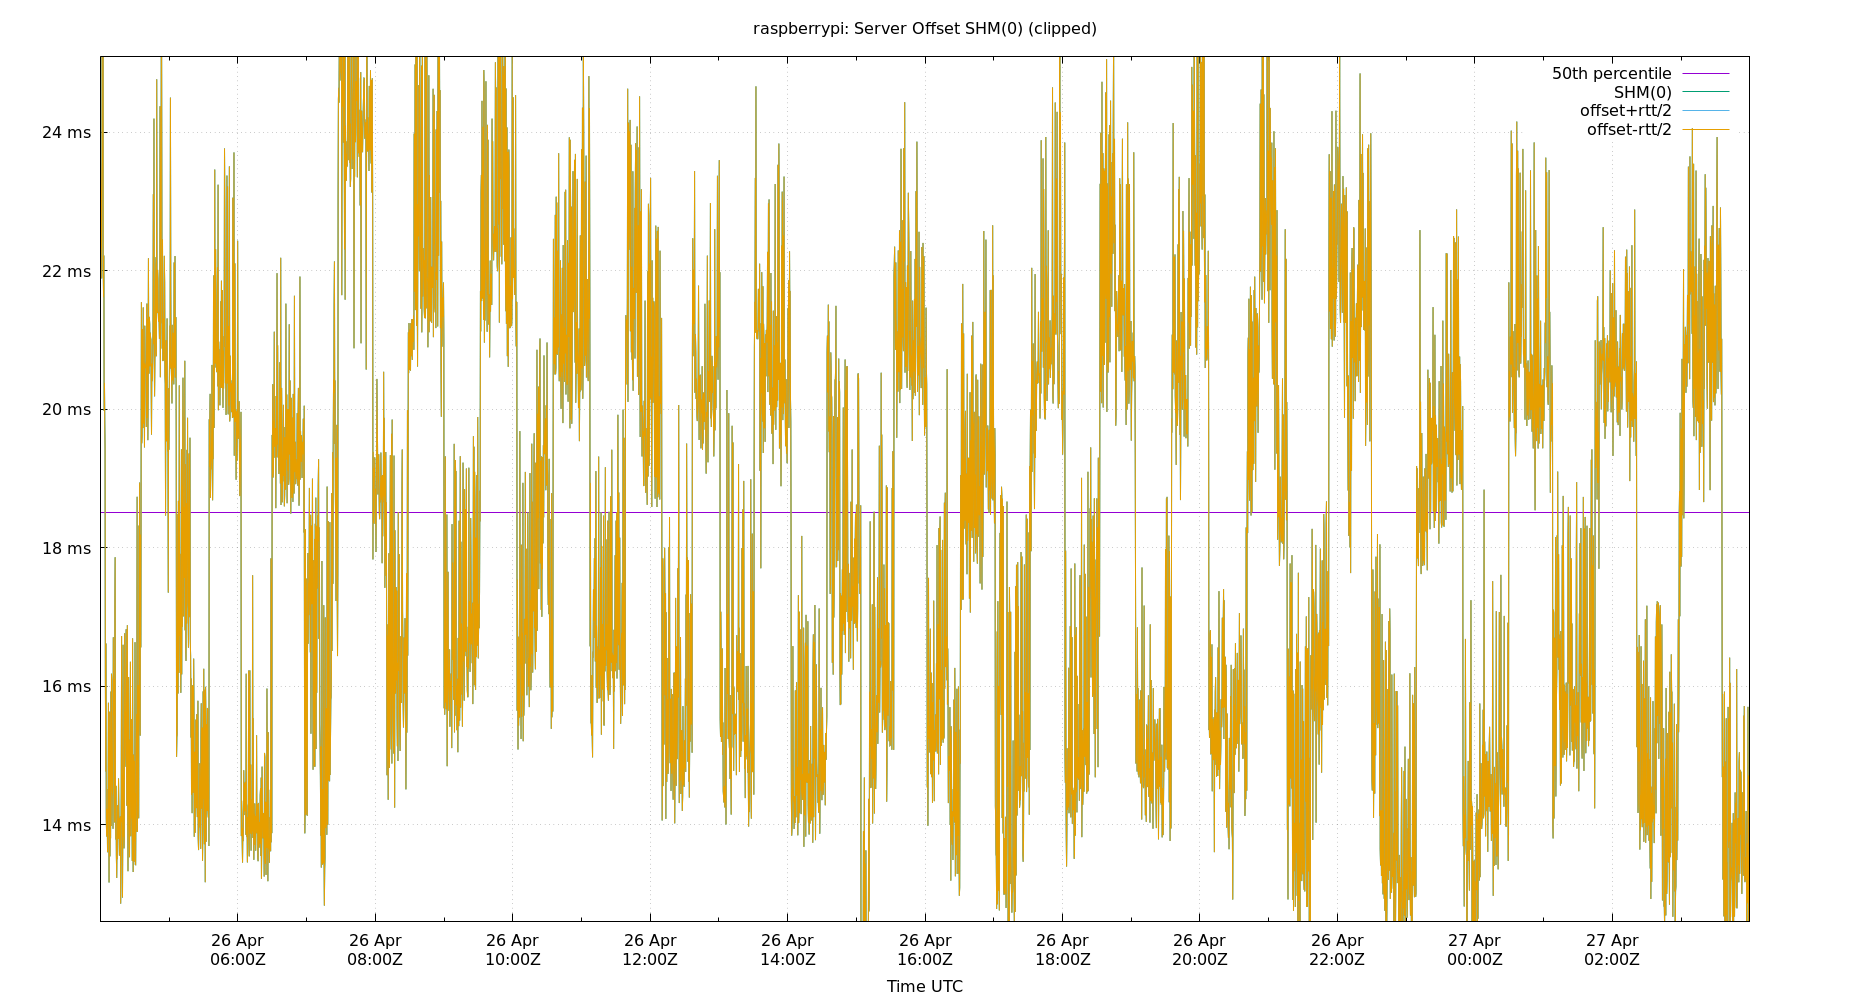 raspberrypi: Server Offset SHM(0) (clipped)
50th percentile
SHM(0)
offset+rtt/2
offset-rtt/2
24 ms
22 ms
20 ms
18 ms
16 ms
14 ms
26 Apr 26 Apr 26 Apr 26 Apr 26 Apr 26 Apr 26 Apr 26 Apr 26 Apr 27 Apr 27 Apr
06:00Z 08:00Z 10:00Z 12:00Z 14:00Z 16:00Z 18:00Z 20:00Z 22:00Z 00:00Z 02:00Z
Time UTC